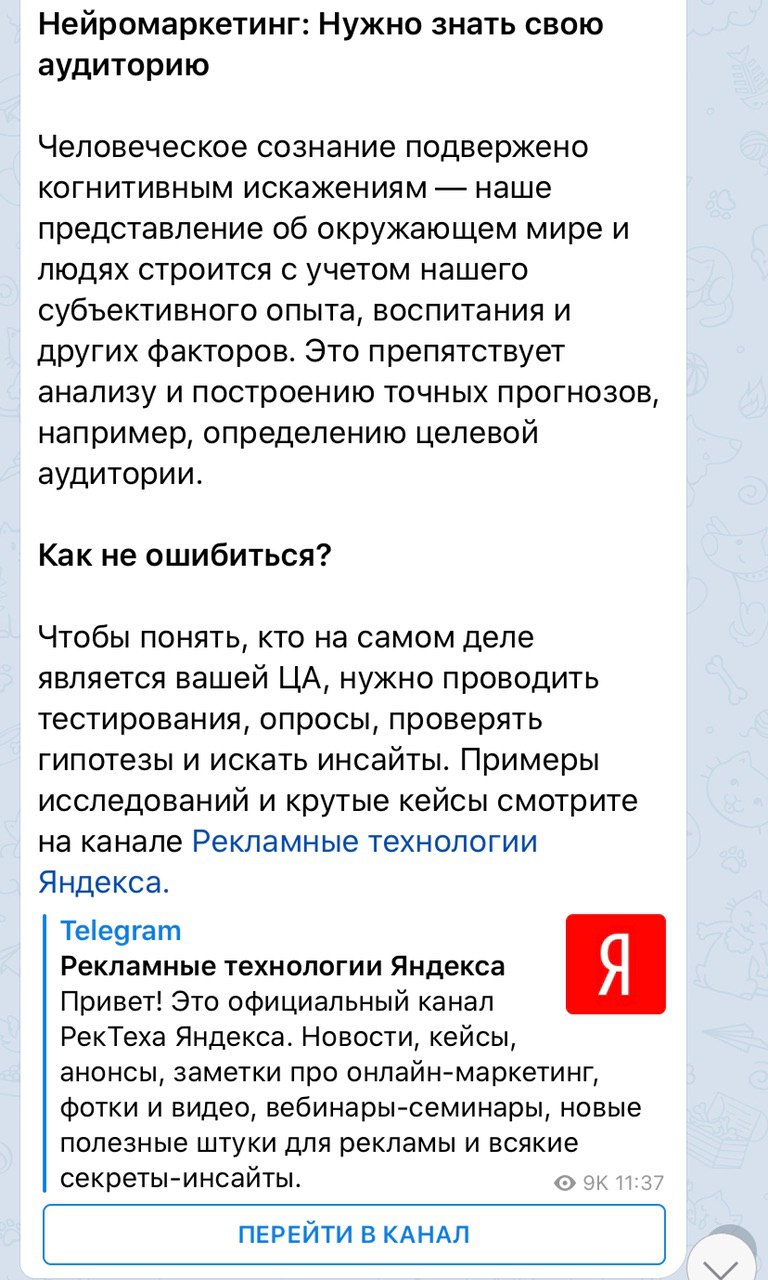 Нейромаркетинг: Нужно знать свою
аудиторию
Человеческое сознание подвержено
когнитивным искажениям — наше
представление об окружающем мире и
людях строится с учетом нашего
субъективного опыта, воспитания и
других факторов. Это препятствует
анализу и построению точных прогнозов,
например, определению целевой
аудитории.
Как не ошибиться?
Чтобы понять, кто на самом деле
является вашей ЦА, нужно проводить
тестирования, опросы, проверять
гипотезы и искать инсайты. Примеры
исследований и крутые кейсы смотрите
на канале Рекламные технологии
Яндекса.
Telegram
Рекламные технологии Яндекса
Я
Привет! Это официальный канал
РекТеха Яндекса. Новости, кейсы,
анонсы, заметки про онлайн-маркетинг,
фотки и видео, вебинары-семинары, новые
полезные штуки для рекламы и всякие
секреты-инсайты.
9K 11:37
ПЕРЕЙТИ В КАНАЛ